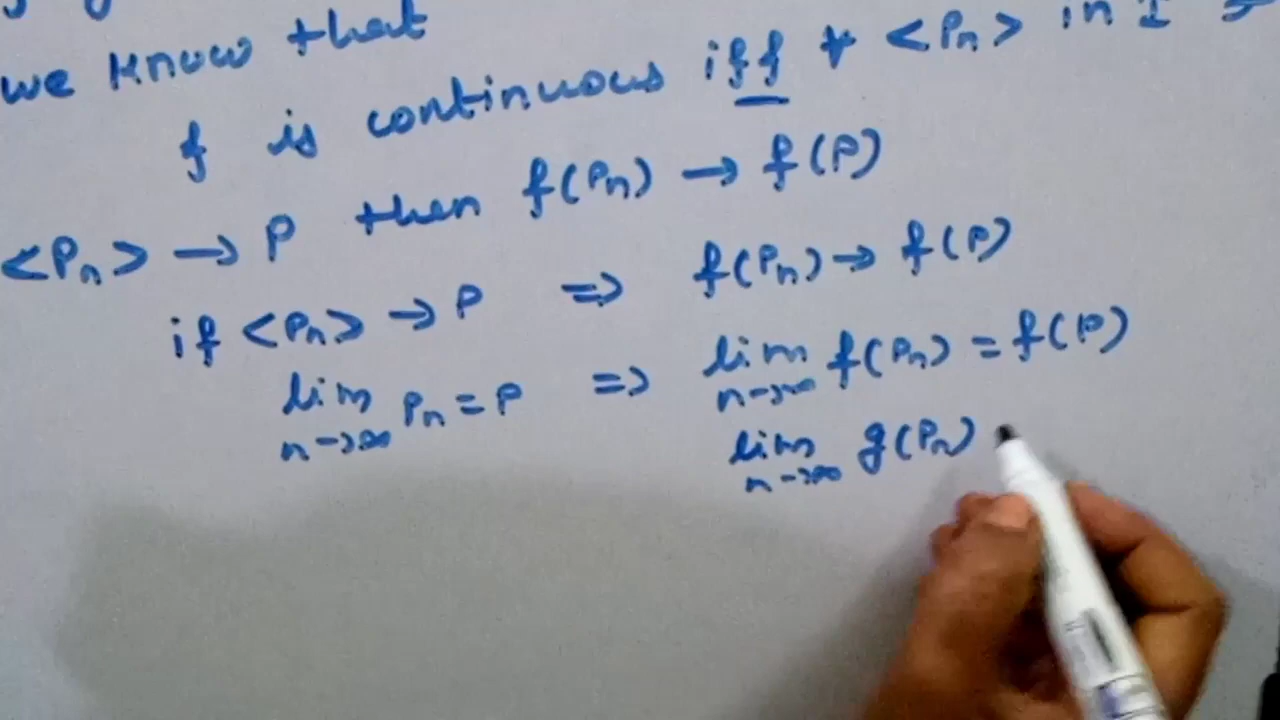 we know that
f is continuous iff ∀ <Pn> in I
<Pn> → P then f(Pn) → f(P)
if <Pn> → P ⇒ f(Pn) → f(P)
lim n→∞ Pn = P ⇒ lim n→∞ f(Pn) = f(P)
lim n→∞ g(Pn)